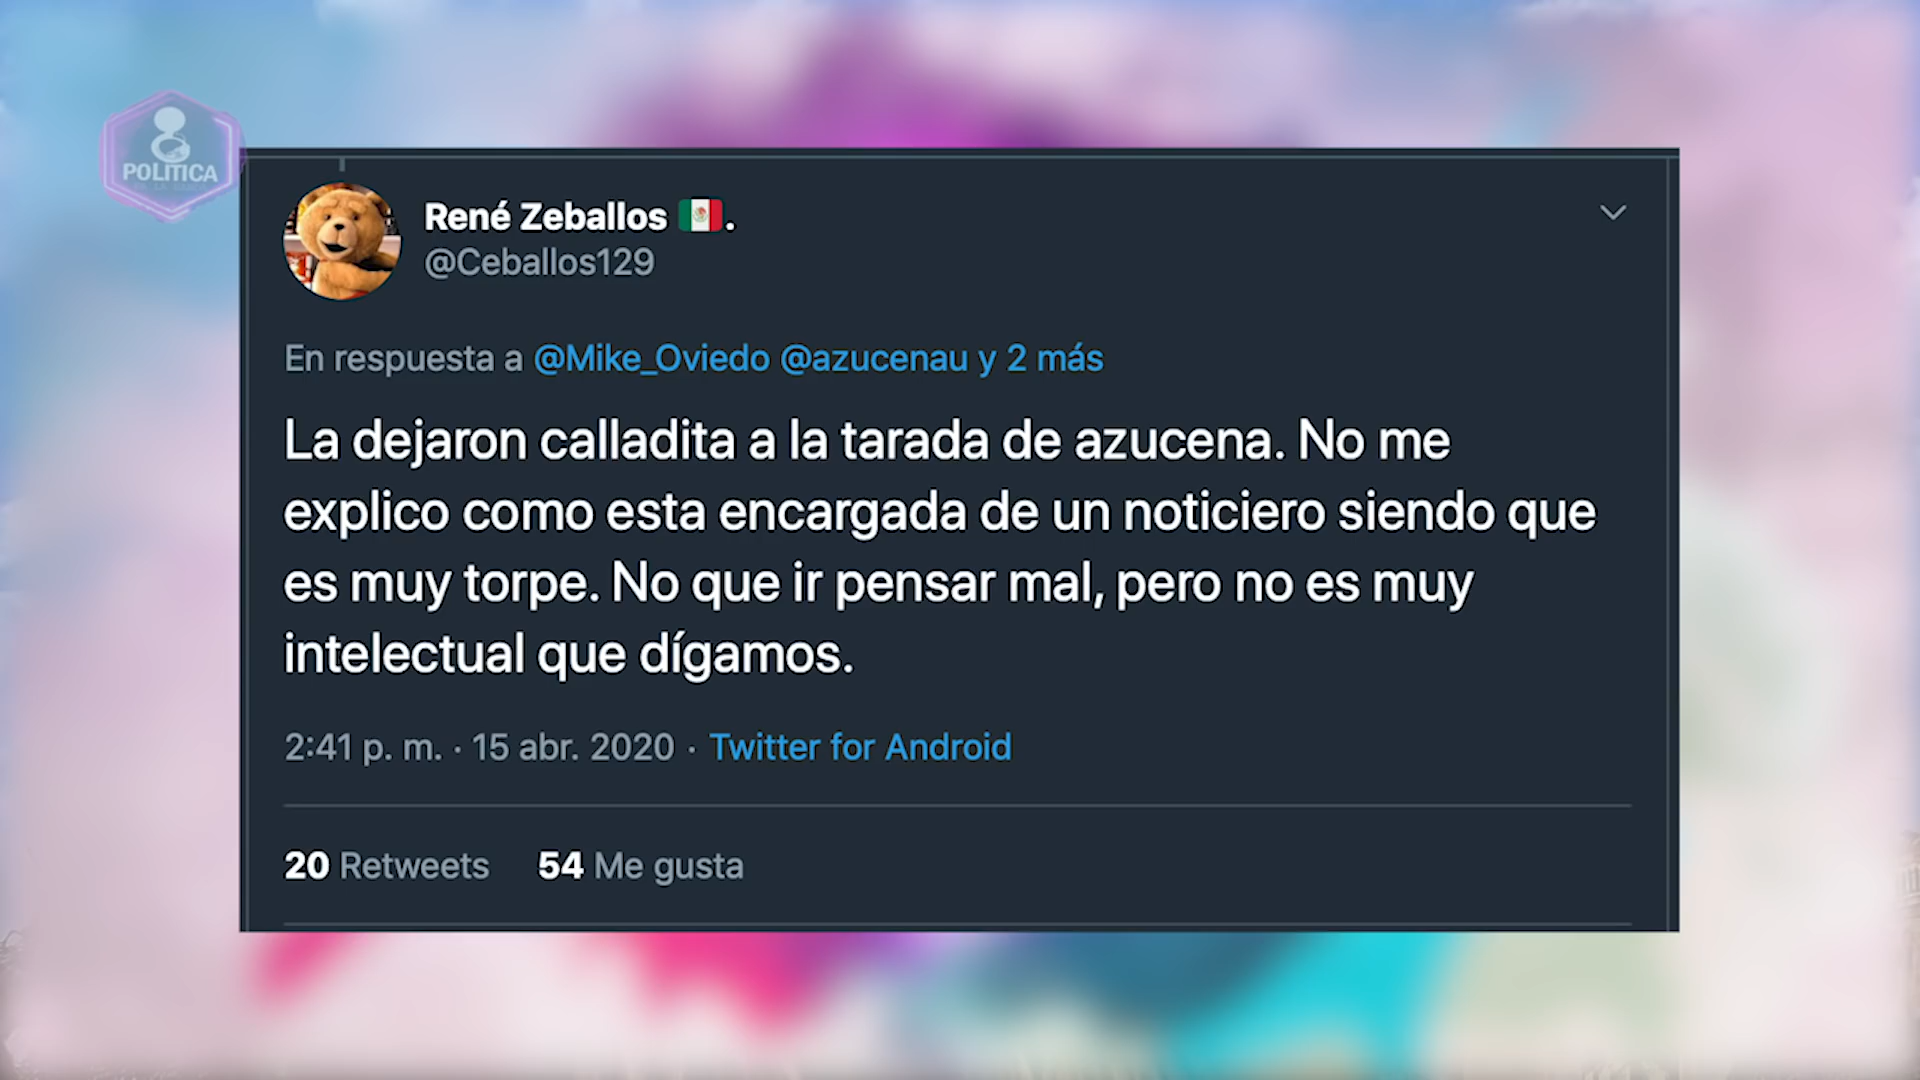 POLÍTICA
René Zeballos 🇲🇽.
@Ceballos129
En respuesta a @Mike_Oviedo @azucenau y 2 más
La dejaron calladita a la tarada de azucena. No me
explico como esta encargada de un noticiero siendo que
es muy torpe. No que ir pensar mal, pero no es muy
intelectual que dígamos.
2:41 p. m. · 15 abr. 2020 · Twitter for Android
20 Retweets 54 Me gusta